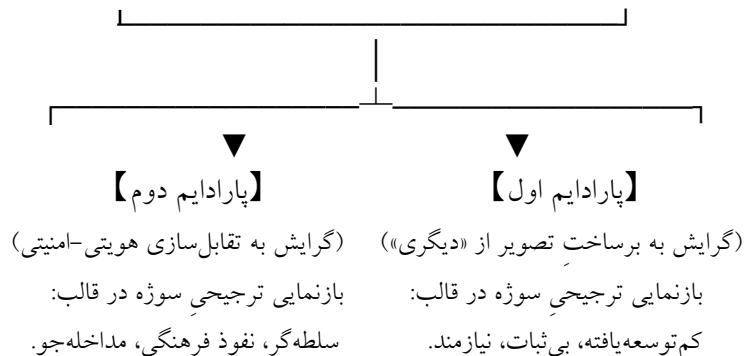 【پارادایم اول】
(گرایش به برساختِ تصویر از «دیگری»)
بازنمایی ترجیحیِ سوژه در قالب:
کم‌توسعه‌یافته، بی‌ثبات، نیازمند.
【پارادایم دوم】
(گرایش به تقابل‌سازی هویتی–امنیتی)
بازنمایی ترجیحیِ سوژه در قالب:
سلطه‌گر، نفوذ فرهنگی، مداخله‌جو.